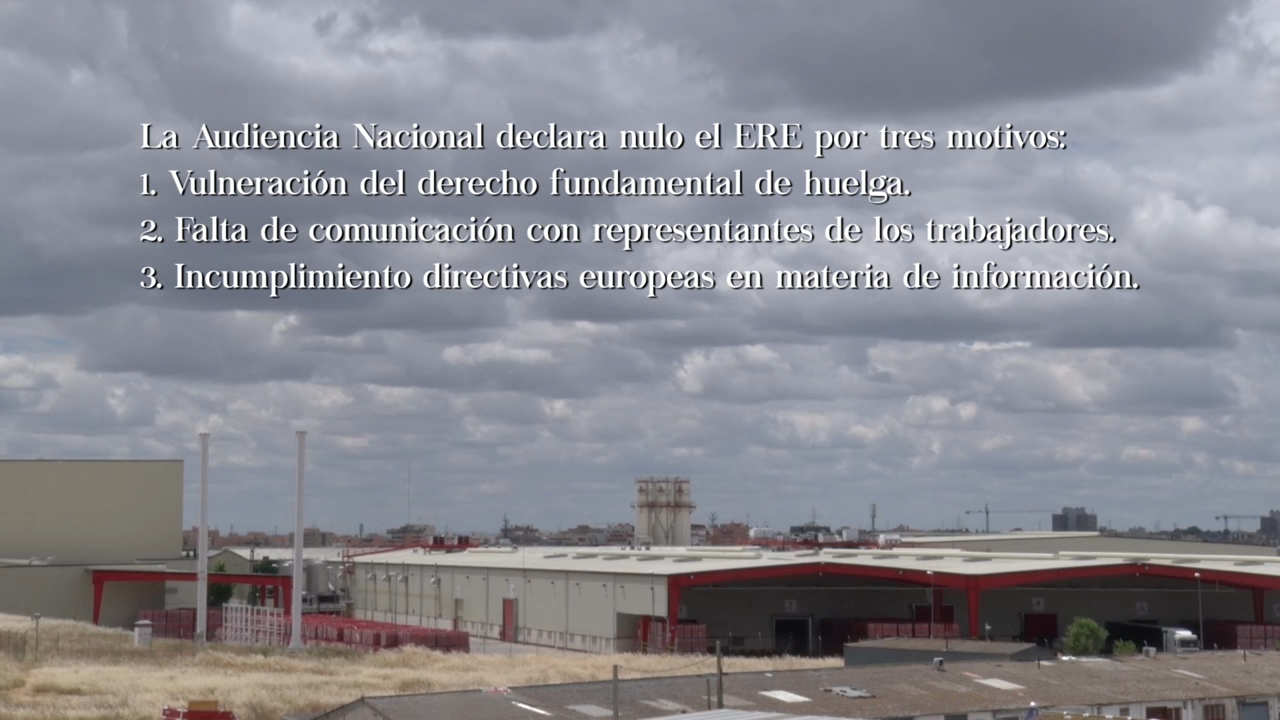 La Audiencia Nacional declara nulo el ERE por tres motivos:
1. Vulneración del derecho fundamental de huelga.
2. Falta de comunicación con representantes de los trabajadores.
3. Incumplimiento directivas europeas en materia de información.